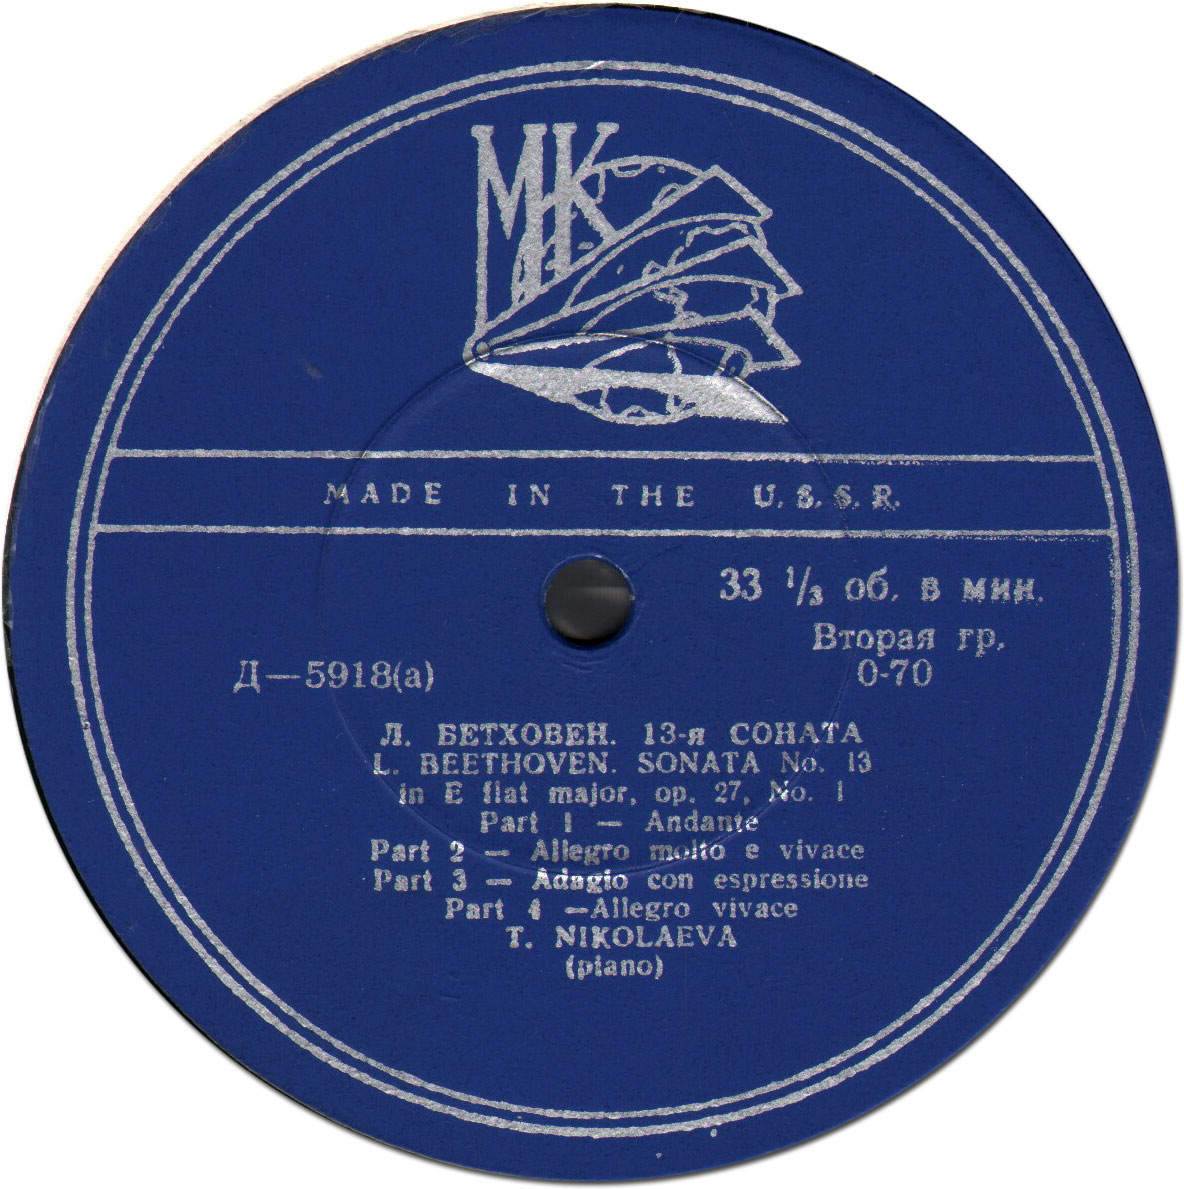 МК
MADE IN THE U.S.S.R.
33 1/3 об. в мин.
Вторая гр.
Д—5918(а)
0-70
Л. БЕТХОВЕН. 13-я СОНАТА
L. BEETHOVEN. SONATA No. 13
in E flat major, op. 27, No. 1
Part 1 — Andante
Part 2 — Allegro molto e vivace
Part 3 — Adagio con espressione
Part 4 —Allegro vivace
T. NIKOLAEVA
(piano)